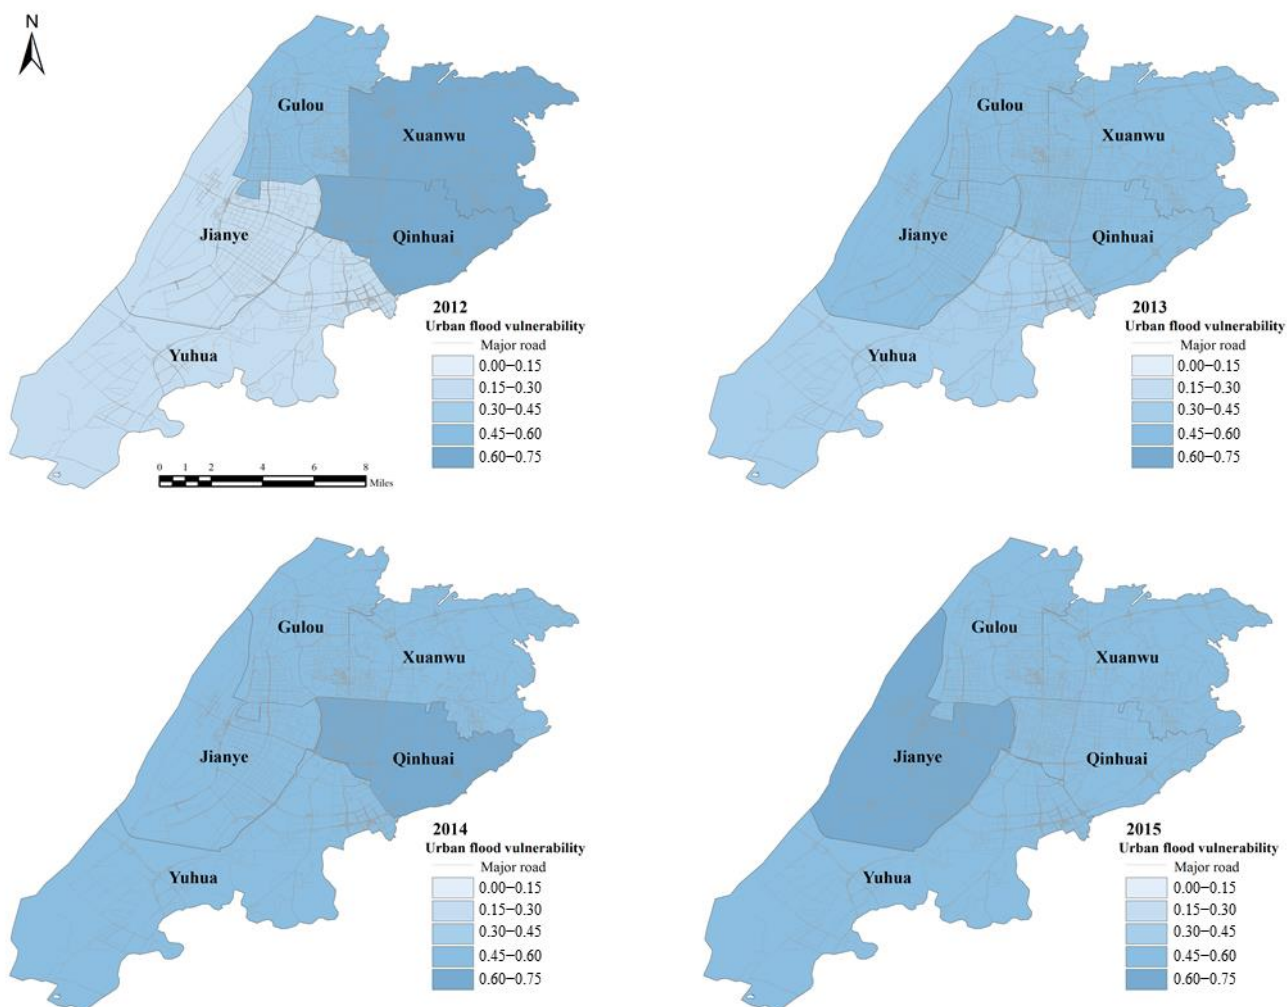 N
Gulou
Xuanwu
Jianye
Qinhuai
Yuhua
2012
Urban flood vulnerability
Major road
0.00–0.15
0.15–0.30
0.30–0.45
0.45–0.60
0.60–0.75
0 1 2 4 6 8
Miles
Gulou
Xuanwu
Jianye
Qinhuai
Yuhua
2013
Urban flood vulnerability
Major road
0.00–0.15
0.15–0.30
0.30–0.45
0.45–0.60
0.60–0.75
Gulou
Xuanwu
Jianye
Qinhuai
Yuhua
2014
Urban flood vulnerability
Major road
0.00–0.15
0.15–0.30
0.30–0.45
0.45–0.60
0.60–0.75
Gulou
Xuanwu
Jianye
Qinhuai
Yuhua
2015
Urban flood vulnerability
Major road
0.00–0.15
0.15–0.30
0.30–0.45
0.45–0.60
0.60–0.75